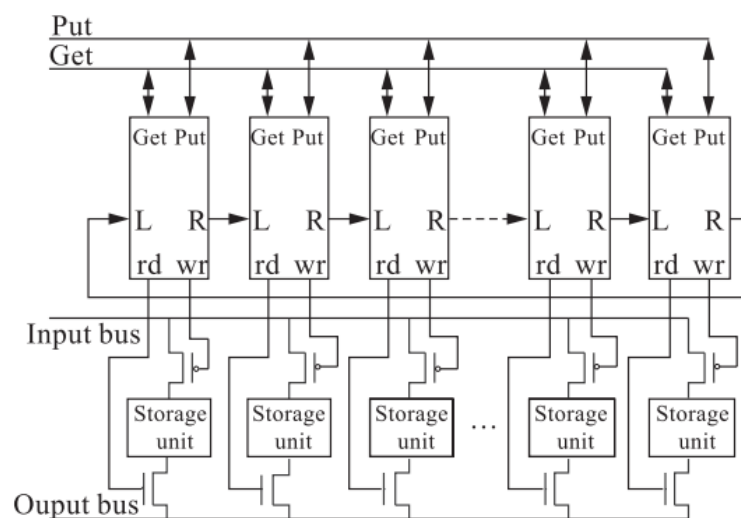 Put
Get
Get Put Get Put Get Put Get Put Get Put
L R L R L R L R L R
rd wr rd wr rd wr rd wr rd wr
Input bus
Storage Storage Storage Storage Storage
unit unit unit ... unit unit
Ouput bus